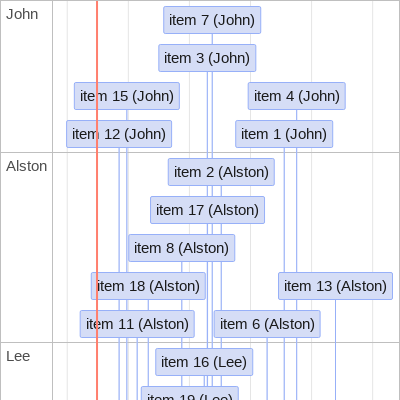 John
item 7 (John)
item 3 (John)
item 15 (John)
item 4 (John)
item 12 (John)
item 1 (John)
Alston
item 2 (Alston)
item 17 (Alston)
item 8 (Alston)
item 18 (Alston)
item 13 (Alston)
item 11 (Alston)
item 6 (Alston)
Lee
item 16 (Lee)
item 19 (Lee)